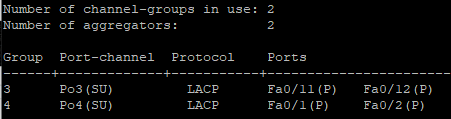 Number of channel-groups in use: 2
Number of aggregators:           2

Group  Port-channel  Protocol    Ports
------+-------------+-----------+-----------------------
3      Po3(SU)         LACP      Fa0/11(P)   Fa0/12(P)
4      Po4(SU)         LACP      Fa0/1(P)    Fa0/2(P)